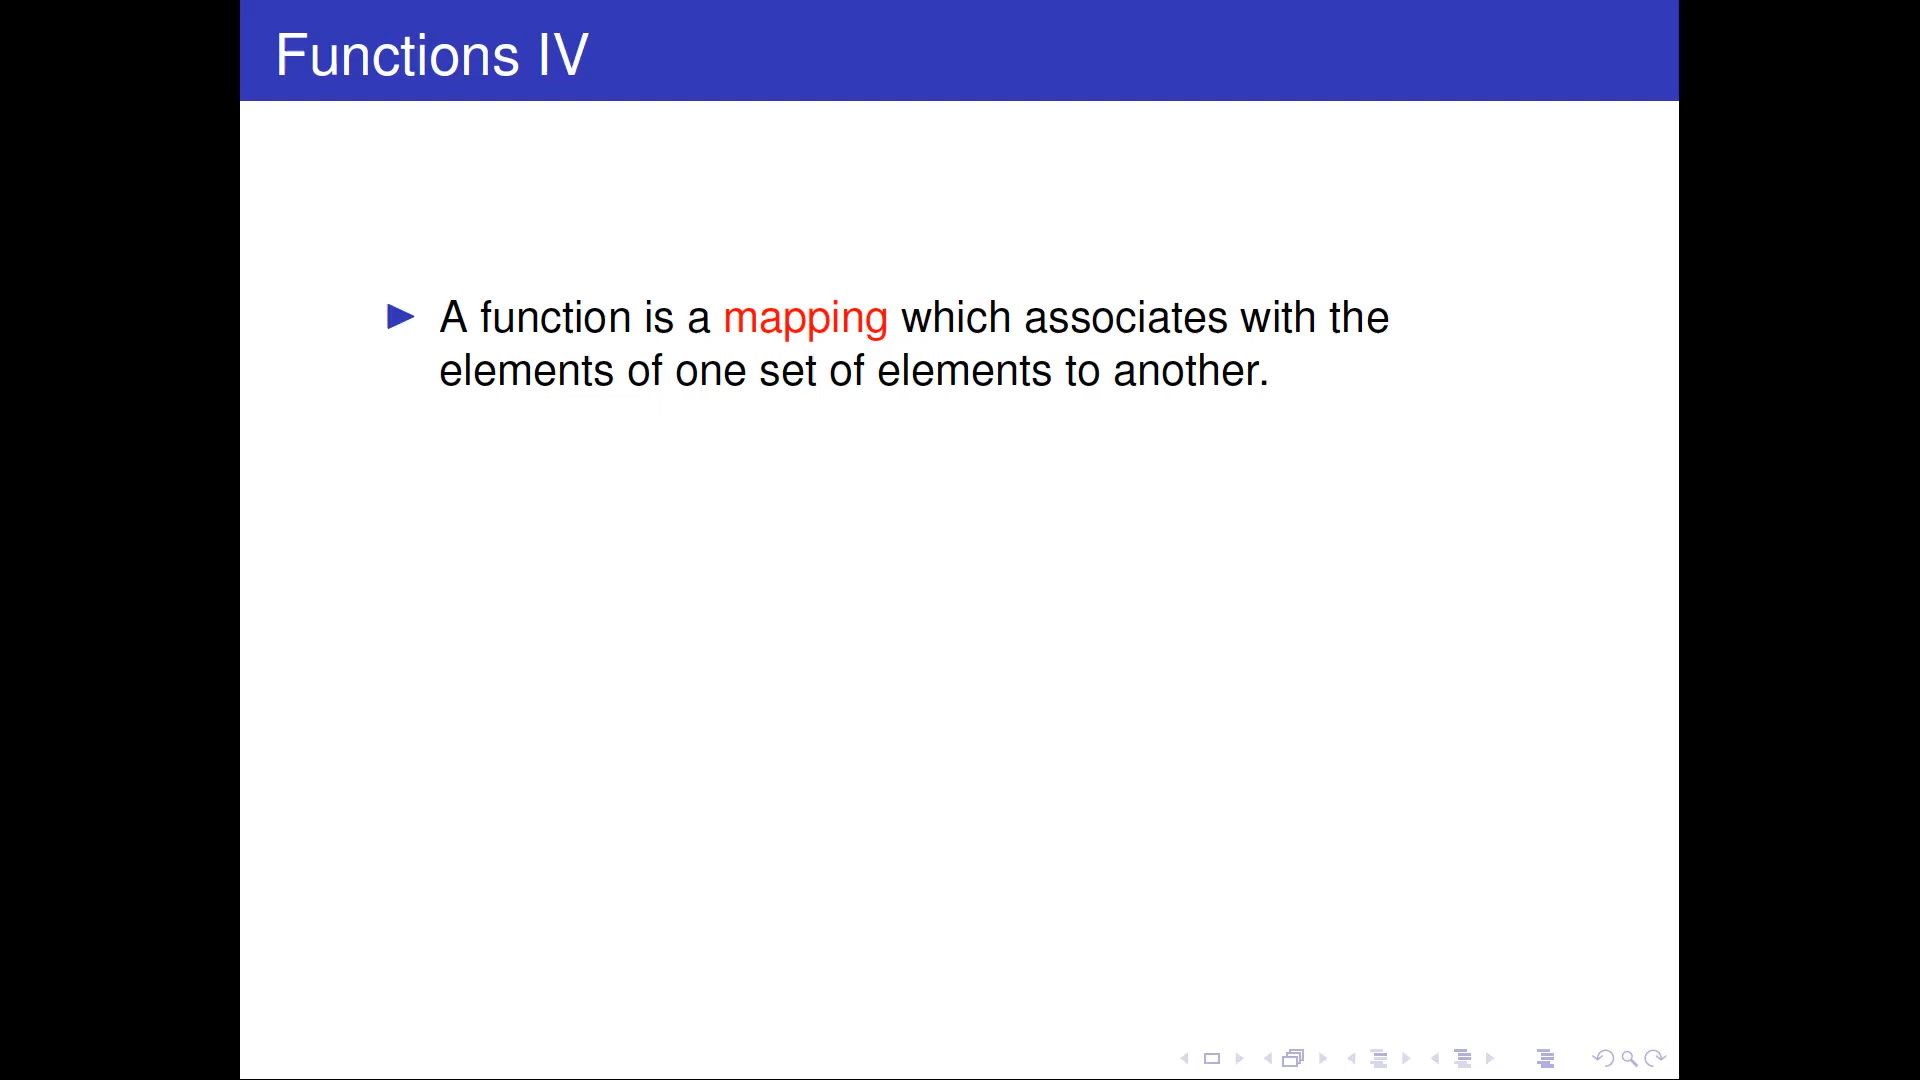 Functions IV
A function is a mapping which associates with the
elements of one set of elements to another.